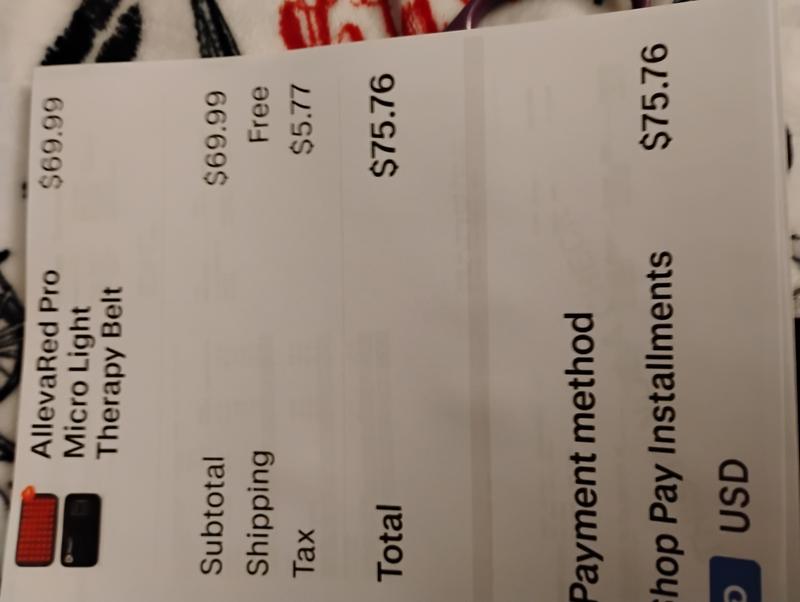 AllevaRed Pro $69.99
Micro Light
Therapy Belt
Subtotal $69.99
Shipping Free
Tax $5.77
Total $75.76
Payment method
hop Pay Installments $75.76
USD